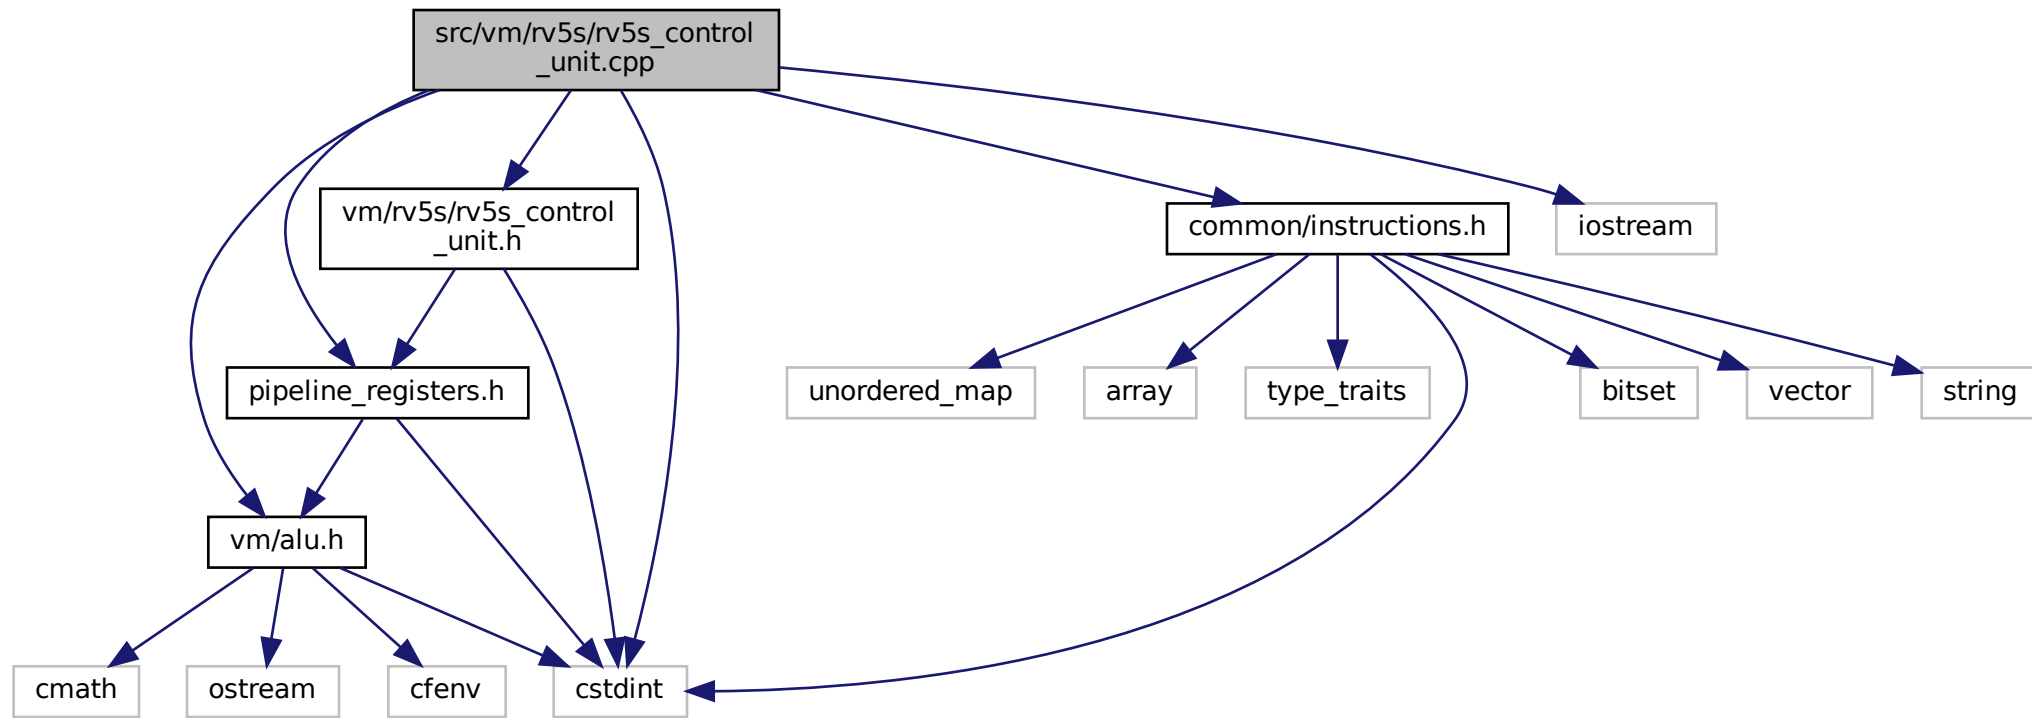 src/vm/rv5s/rv5s_control
_unit.cpp
vm/rv5s/rv5s_control
_unit.h
common/instructions.h
iostream
pipeline_registers.h
unordered_map
array
type_traits
bitset
vector
string
vm/alu.h
cmath
ostream
cfenv
cstdint